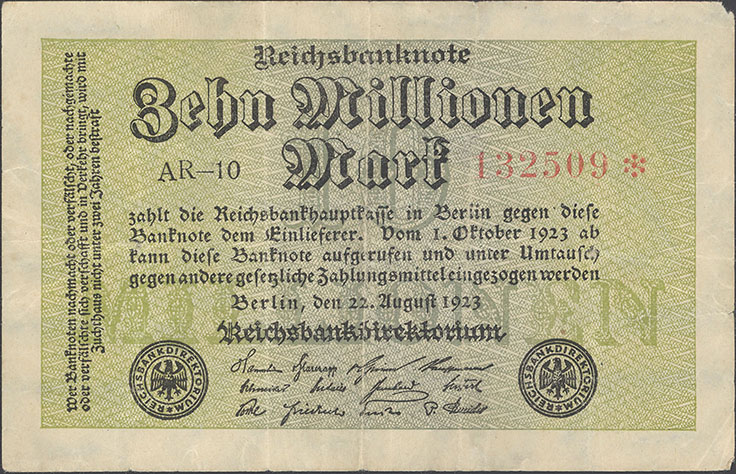 Reichsbanknote
Zehn Millionen
Mark
AR-10 132509 *
zahlt die Reichsbankhauptkasse in Berlin gegen diese
Banknote dem Einlieferer. Vom 1. Oktober 1923 ab
kann diese Banknote aufgerufen und unter Umtausch
gegen andere gesetzliche Zahlungsmittel eingezogen werden
Berlin, den 22. August 1923
Reichsbankdirektorium
REICHSBANKDIREKTORIUM
REICHSBANKDIREKTORIUM
Wer Banknoten nachmacht oder verfälscht, oder nachgemachte
oder verfälschte sich verschafft und in Verkehr bringt, wird mit
Zuchthaus nicht unter zwei Jahren bestraft